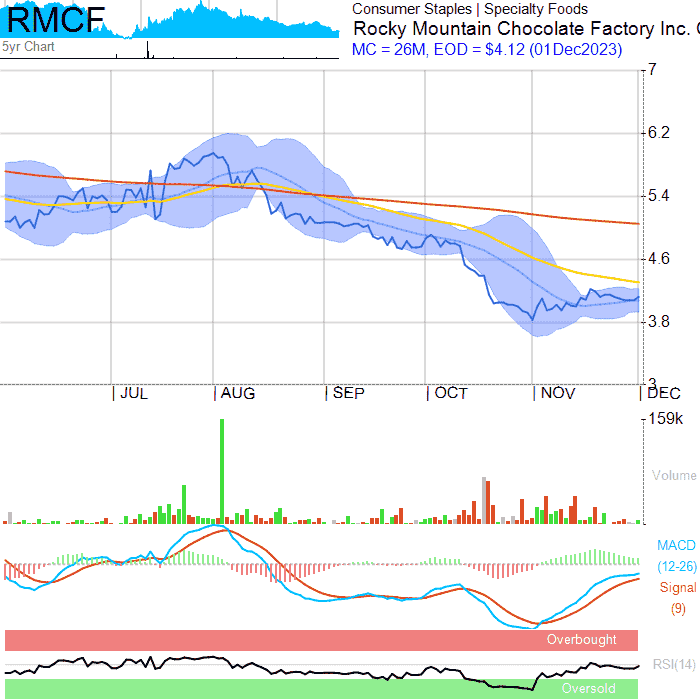 RMCF
5yr Chart
Consumer Staples | Specialty Foods
Rocky Mountain Chocolate Factory Inc.
MC = 26M, EOD = $4.12 (01Dec2023)
7
6.2
5.4
4.6
3.8
3
JUL
AUG
SEP
OCT
NOV
DEC
159k
Volume
MACD
(12-26)
Signal
(9)
Overbought
RSI(14)
Oversold